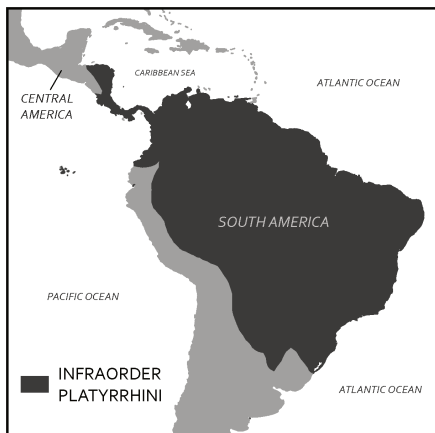 CARIBBEAN SEA
ATLANTIC OCEAN
CENTRAL
AMERICA
SOUTH AMERICA
PACIFIC OCEAN
INFRAORDER
PLATYRRHINI
ATLANTIC OCEAN